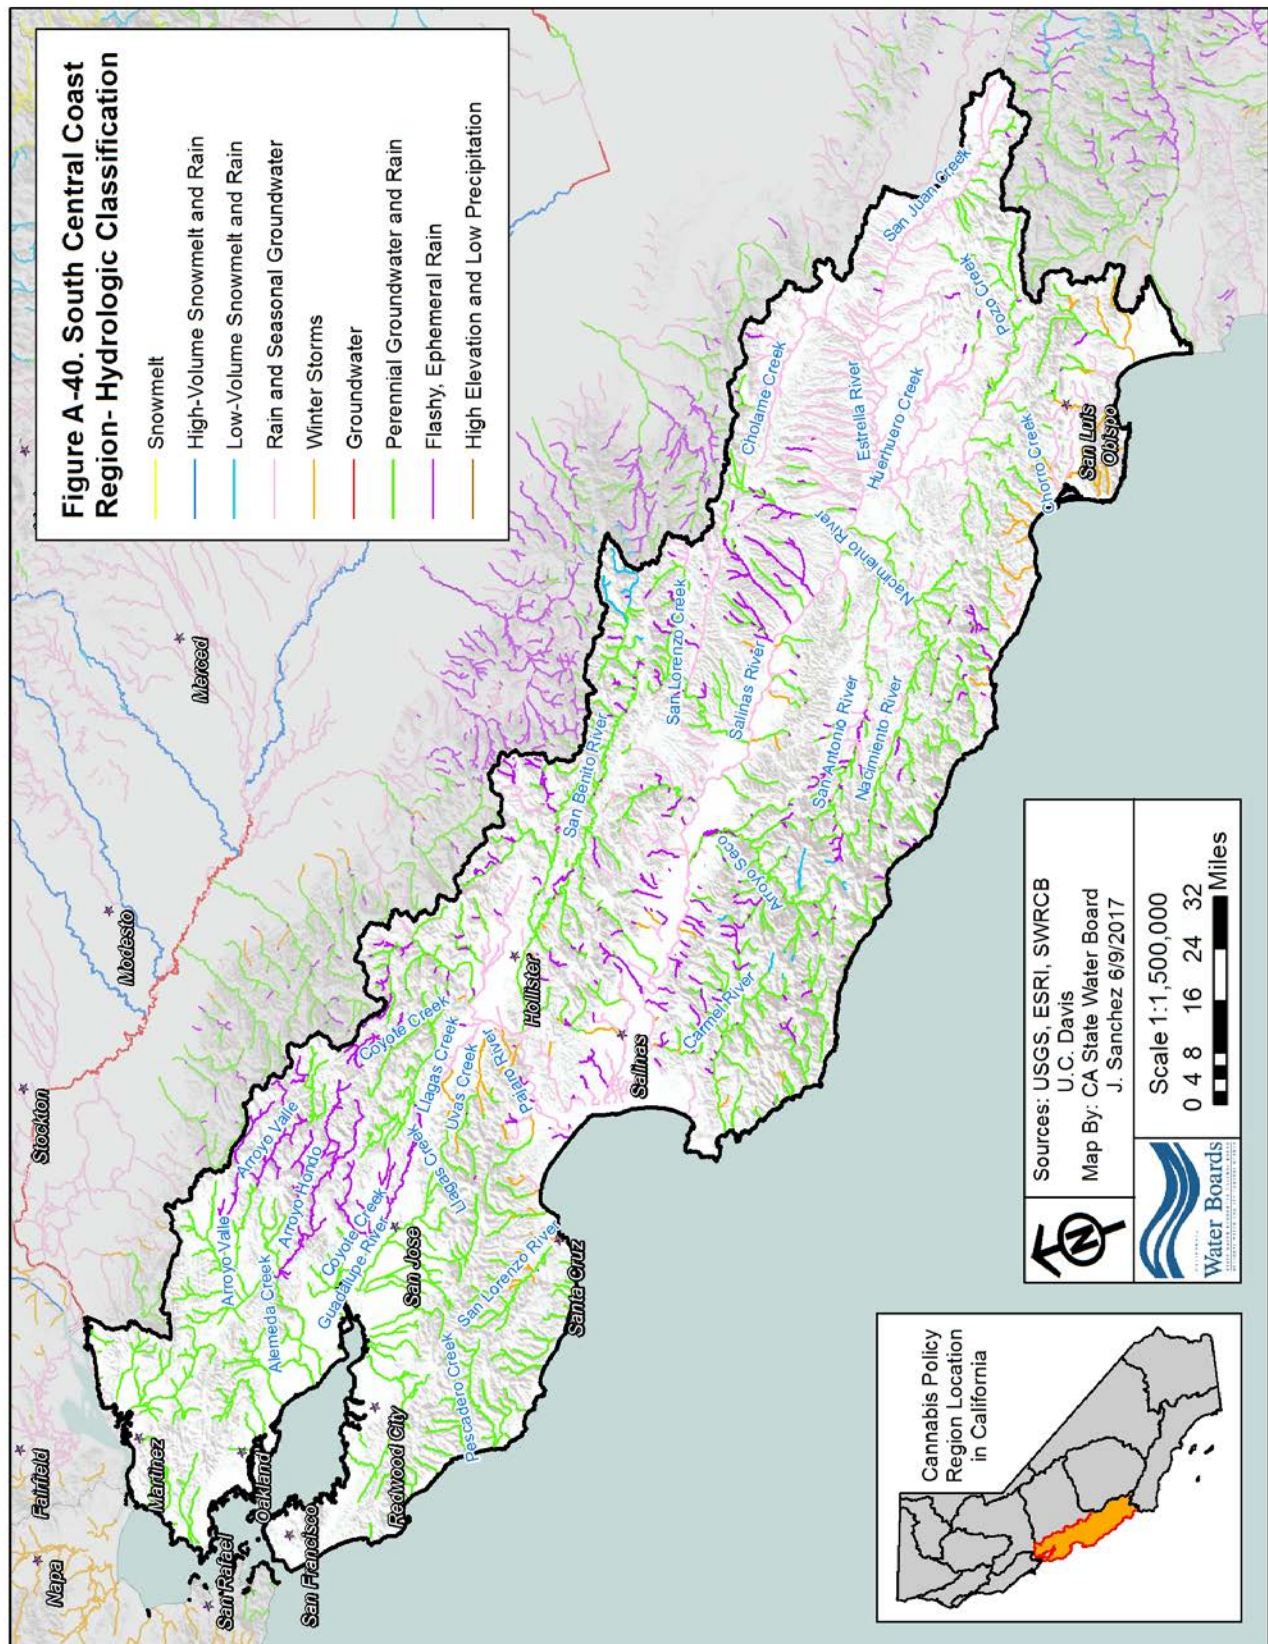 Figure A-40. South Central Coast
Region- Hydrologic Classification
Snowmelt
High-Volume Snowmelt and Rain
Low-Volume Snowmelt and Rain
Rain and Seasonal Groundwater
Winter Storms
Groundwater
Perennial Groundwater and Rain
Flashy, Ephemeral Rain
High Elevation and Low Precipitation
Napa
Fairfield
Stockton
Modesto
Merced
San Rafael
Martinez
Oakland
San Francisco
Redwood City
San Jose
Santa Cruz
Hollister
Salinas
San Luis
Obispo
Arroyo Valle
Arroyo Valle
Arroyo Hondo
Alemeda Creek
Coyote Creek
Guadalupe River
Coyote Creek
Llagas Creek
Llagas Creek
Uvas Creek
Pajaro River
Pescadero Creek
San Lorenzo River
Carmel River
Arroyo Seco
San Benito River
San Lorenzo Creek
Salinas River
San Antonio River
Nacimiento River
Nacimiento River
Cholame Creek
Estrella River
Huerhuero Creek
San Juan Creek
Pozo Creek
Chorro Creek
Cannabis Policy
Region Location
in California
N
Water Boards
Sources: USGS, ESRI, SWRCB
U.C. Davis
Map By: CA State Water Board
J. Sanchez 6/9/2017
Scale 1:1,500,000
0 4 8 16 24 32
Miles